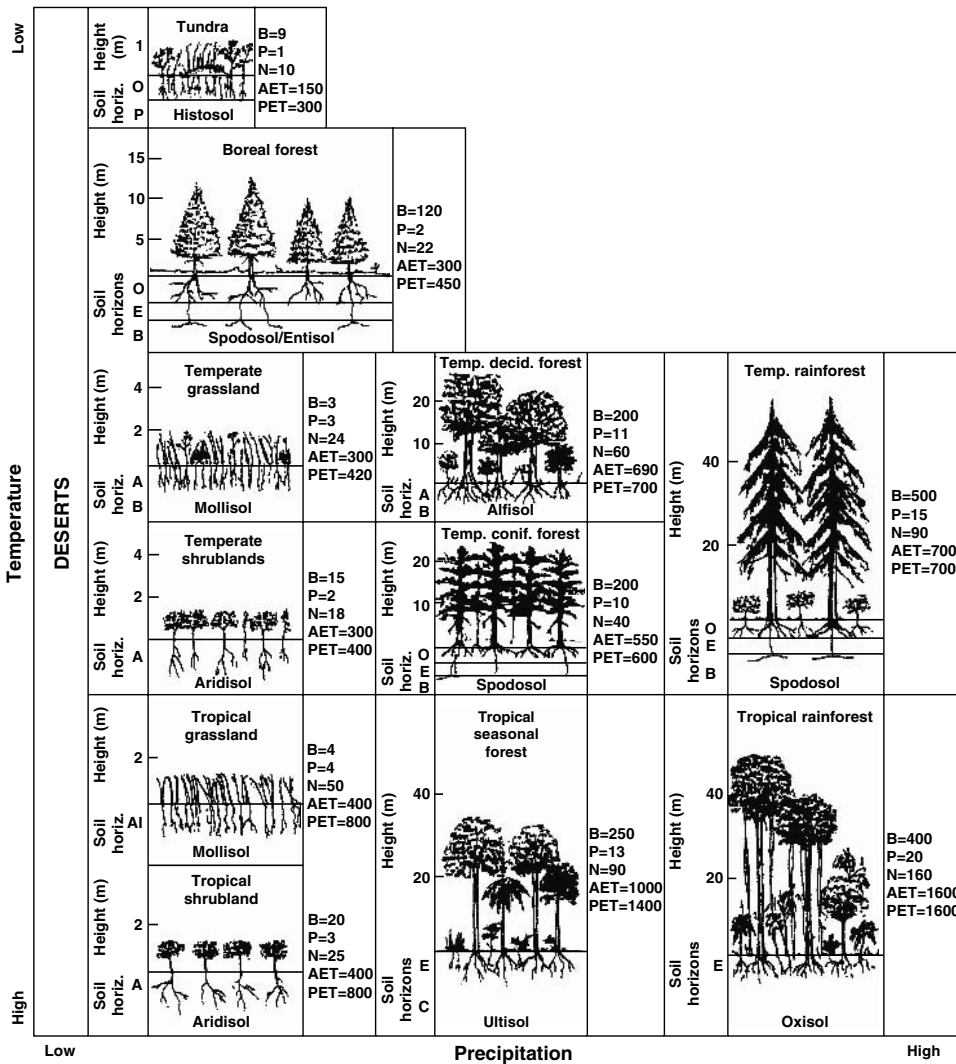 Low
Temperature
High
DESERTS
Height (m)
1
Soil horiz.
O
P
Tundra
Histosol
B=9
P=1
N=10
AET=150
PET=300
Height (m)
15
10
5
Soil horizons
O
E
B
Boreal forest
Spodosol/Entisol
B=120
P=2
N=22
AET=300
PET=450
Height (m)
4
2
Soil horiz.
A
B
Temperate
grassland
Mollisol
B=3
P=3
N=24
AET=300
PET=420
Height (m)
20
10
Soil horiz.
A
B
Temp. decid. forest
Alfisol
B=200
P=11
N=60
AET=690
PET=700
Height (m)
40
20
Soil horizons
O
E
B
Temp. rainforest
Spodosol
B=500
P=15
N=90
AET=700
PET=700
Height (m)
4
2
Soil horiz.
A
Temperate
shrublands
Aridisol
B=15
P=2
N=18
AET=300
PET=400
Height (m)
20
10
Soil horiz.
O
E
B
Temp. conif. forest
Spodosol
B=200
P=10
N=40
AET=550
PET=600
Height (m)
2
Soil horiz.
AI
Tropical
grassland
Mollisol
B=4
P=4
N=50
AET=400
PET=800
Height (m)
40
20
Soil horizons
E
C
Tropical
seasonal
forest
Ultisol
B=250
P=13
N=90
AET=1000
PET=1400
Height (m)
40
20
Soil horizons
E
Tropical rainforest
Oxisol
B=400
P=20
N=160
AET=1600
PET=1600
Height (m)
2
Soil horiz.
A
Tropical
shrubland
Aridisol
B=20
P=3
N=25
AET=400
PET=800
Low
Precipitation
High